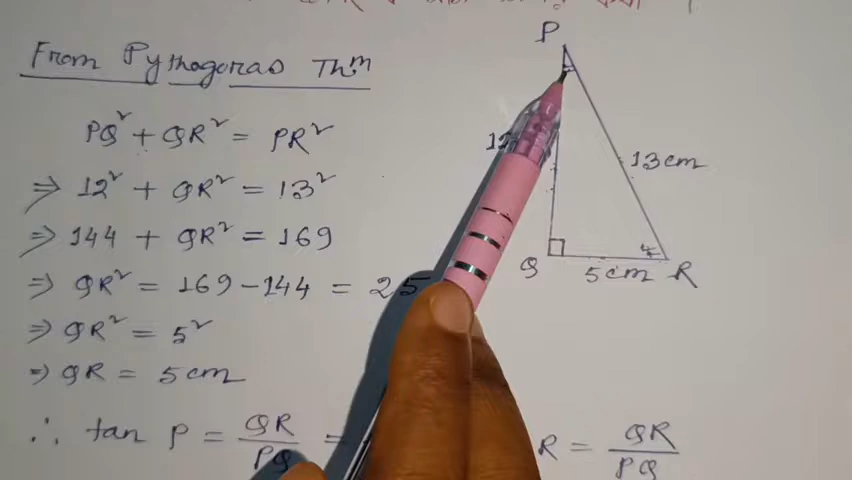 From Pythagoras Thm
PQ² + QR² = PR²
⇒ 12² + QR² = 13²
⇒ 144 + QR² = 169
⇒ QR² = 169 - 144 = 25
⇒ QR² = 5²
⇒ QR = 5cm
∴ tan P = QR/PQ =
R = QR/PQ
P
13cm
Q
5cm
R